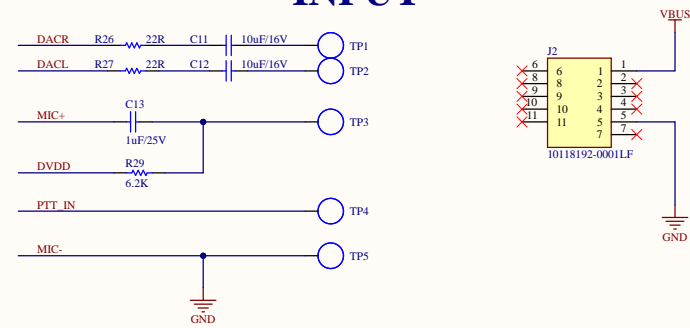 INPUT
DACR R26 22R C11 10uF/16V TP1
DACL R27 22R C12 10uF/16V TP2
C13
MIC+ TP3
1uF/25V
DVDD R29
6.2K
PTT_IN TP4
MIC- TP5
GND
VBUS
J2
6 6 1 1
8 8 2 2
9 9 3 3
10 10 4 4
11 11 5 5
7 7
10118192-0001LF
GND